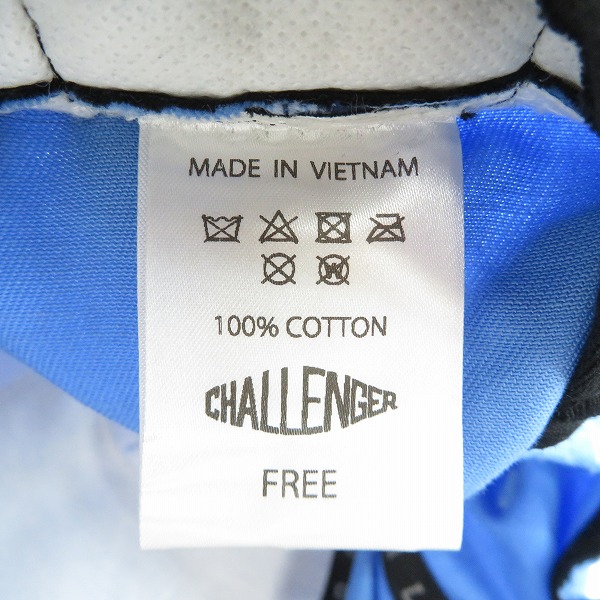 MADE IN VIETNAM
W
100% COTTON
CHALLENGER
FREE
L